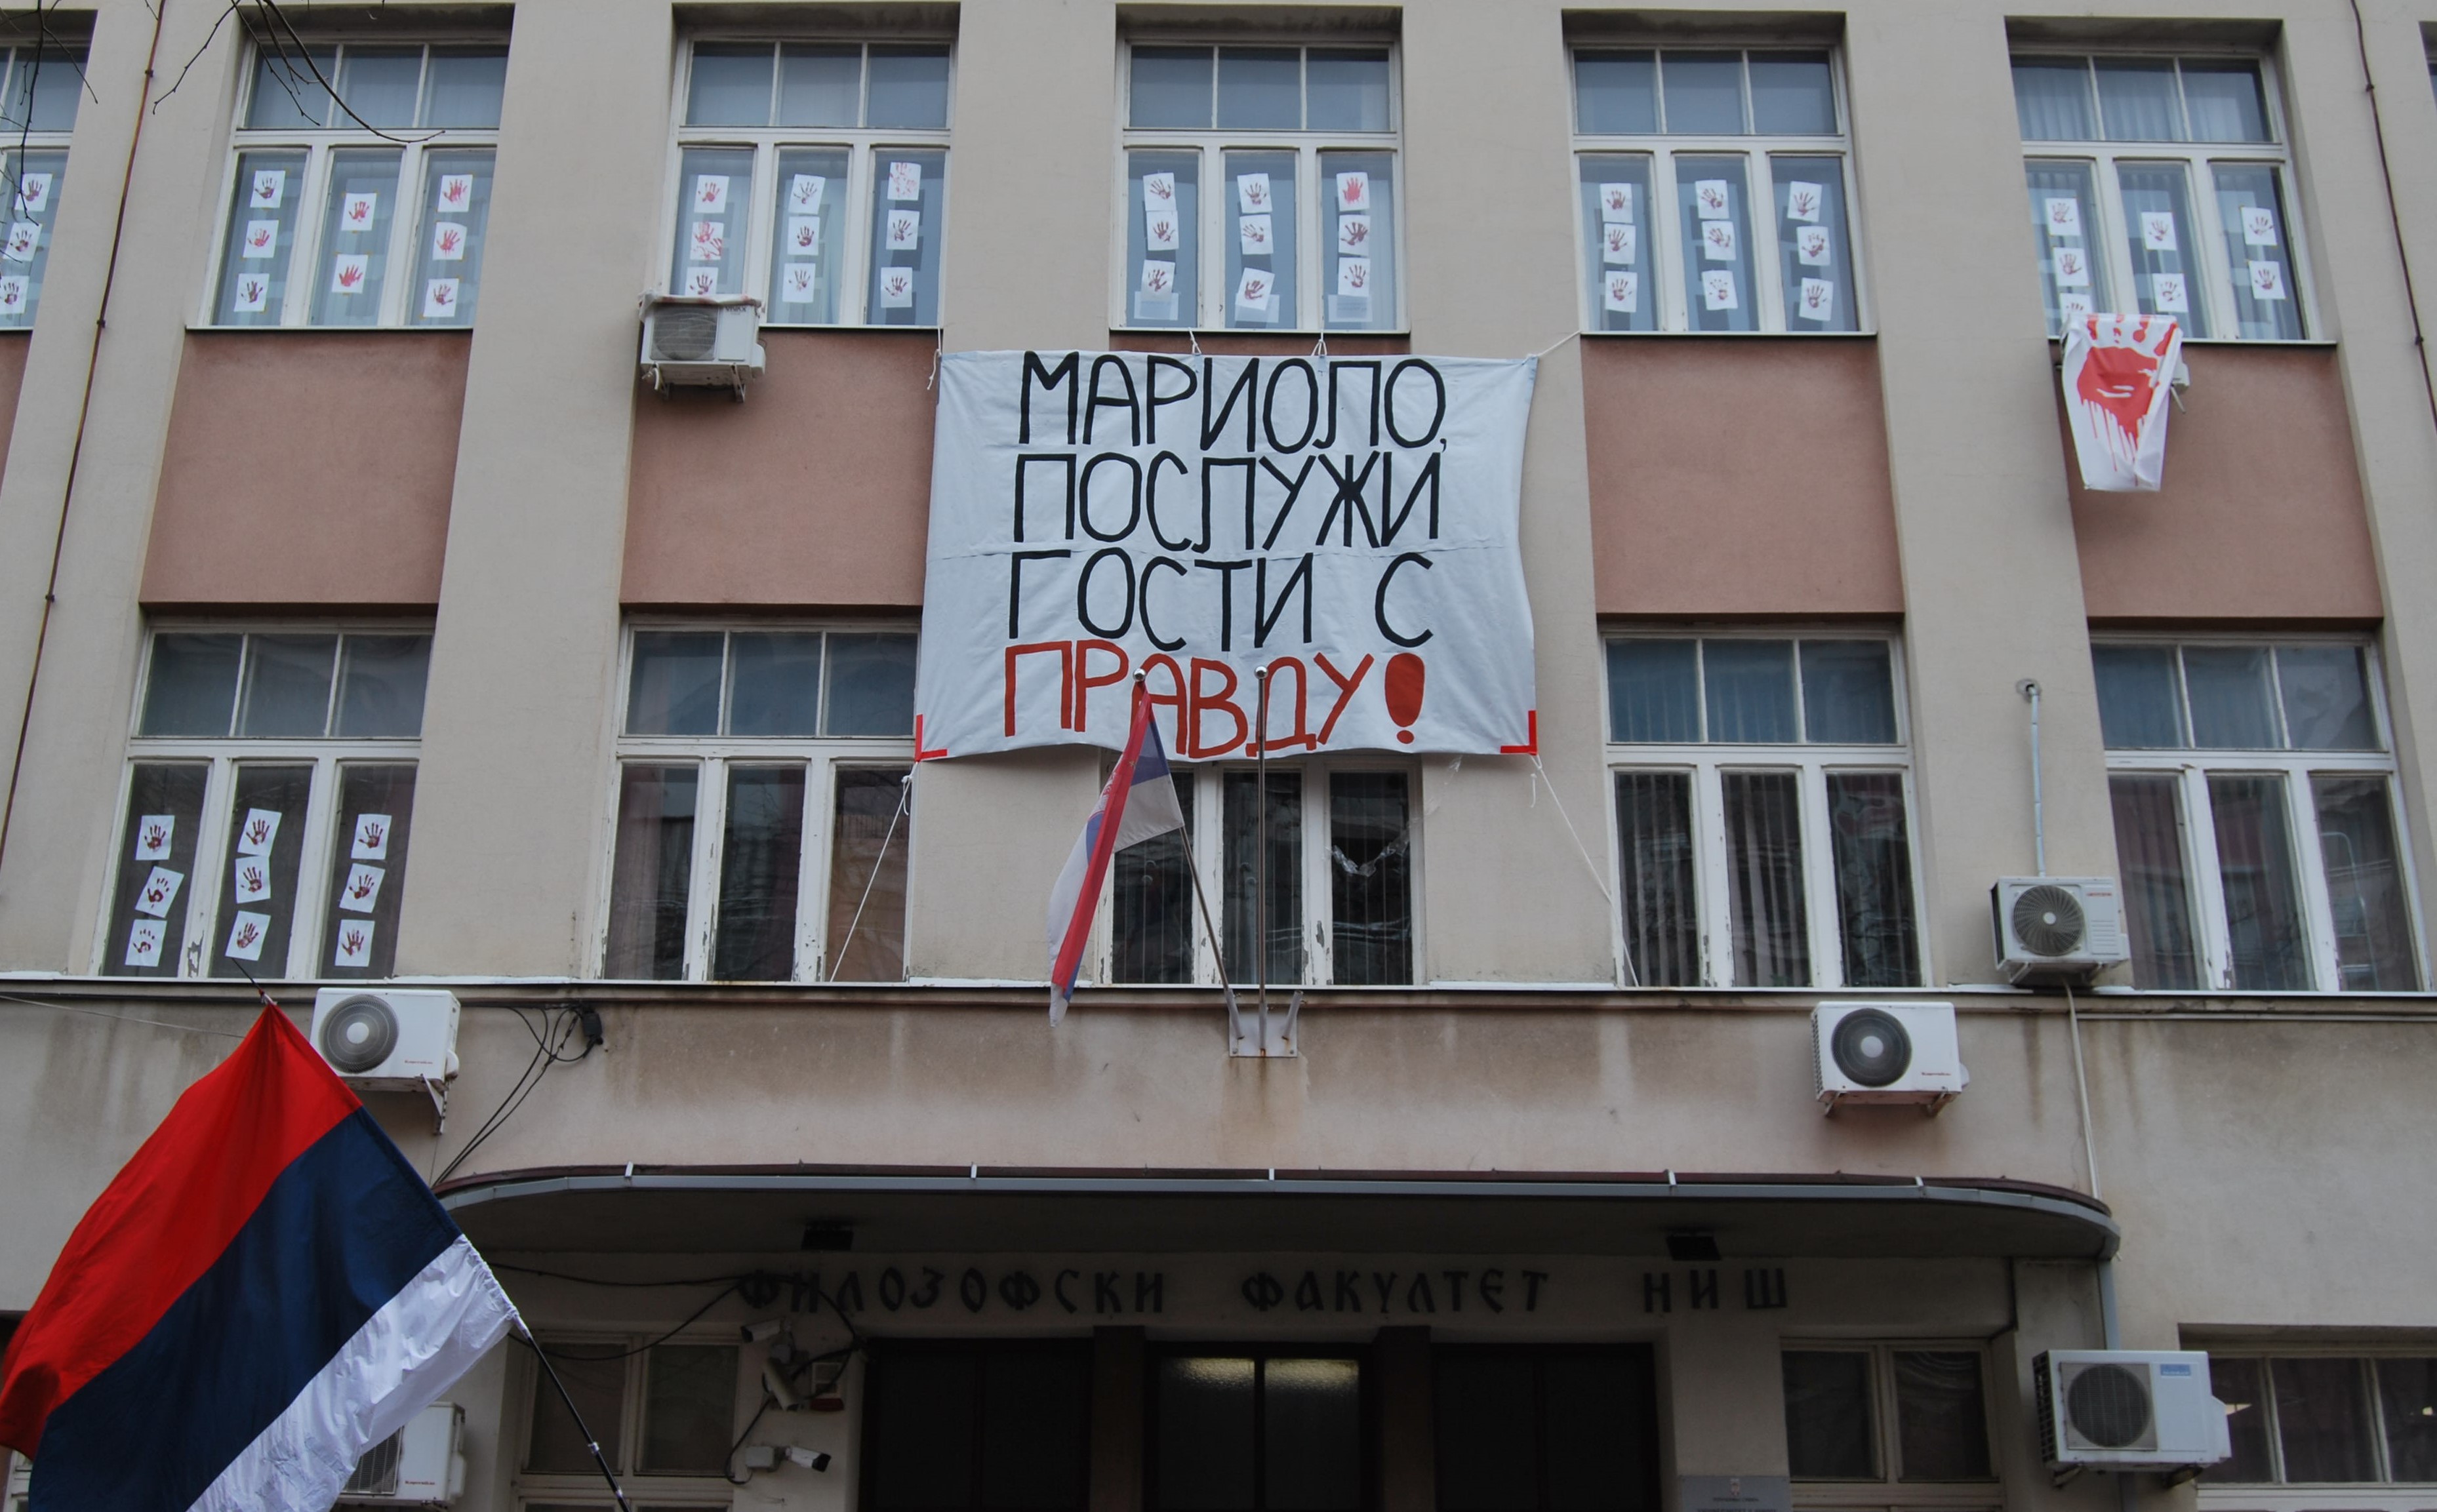 МАРИОЛО,
ПОСЛУЖИ
ГОСТИ С
ПРАВДУ!
ФИЛОЗОФСКИ ФАКУЛТЕТ НИШ